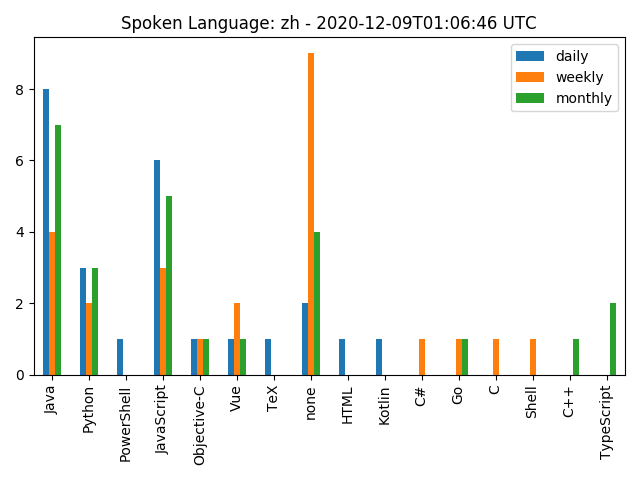 Spoken Language: zh - 2020-12-09T01:06:46 UTC
daily
weekly
monthly
8
6
4
2
0
Java
Python
PowerShell
JavaScript
Objective-C
Vue
TeX
none
HTML
Kotlin
C#
Go
C
Shell
C++
TypeScript